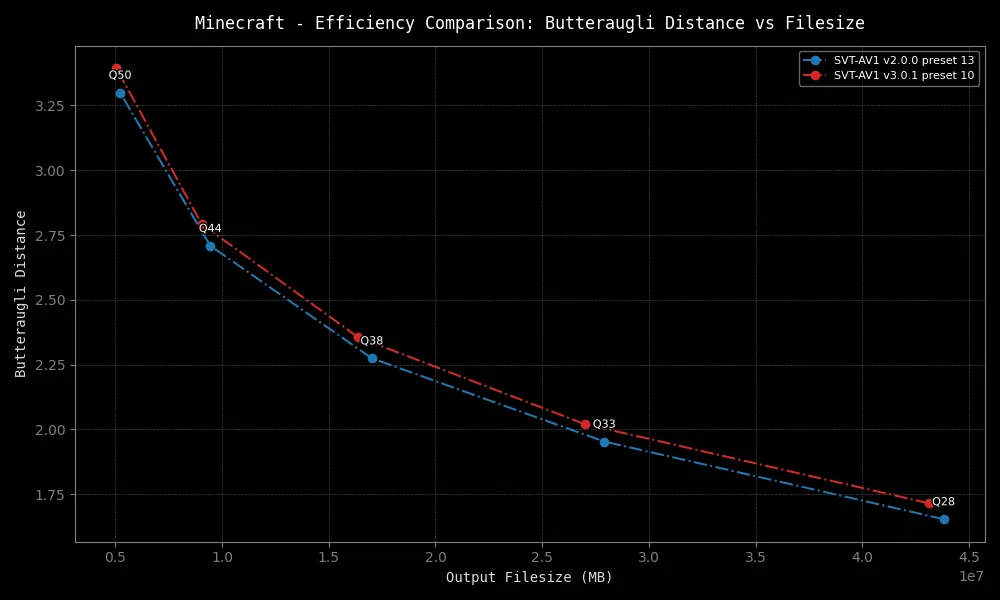 Minecraft - Efficiency Comparison: Butteraugli Distance vs Filesize
SVT-AV1 v2.0.0 preset 13
SVT-AV1 v3.0.1 preset 10
Q50
Q44
Q38
Q33
Q28
Butteraugli Distance
3.25
3.00
2.75
2.50
2.25
2.00
1.75
0.5 1.0 1.5 2.0 2.5 3.0 3.5 4.0 4.5
1e7
Output Filesize (MB)